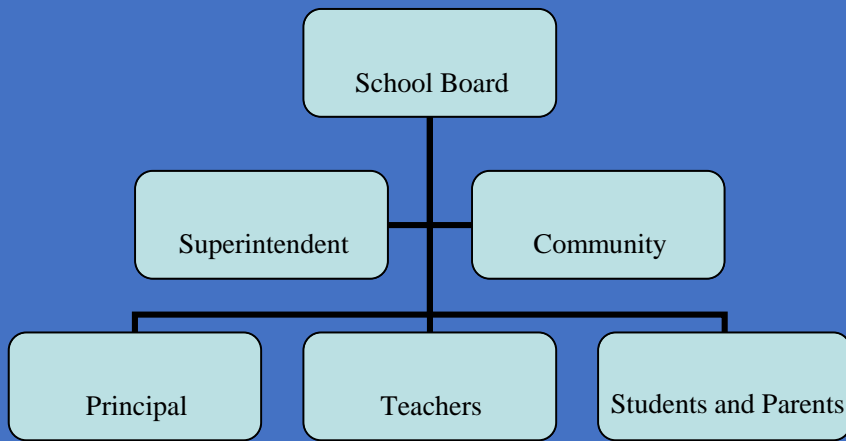 School Board
Superintendent
Community
Principal
Teachers
Students and Parents